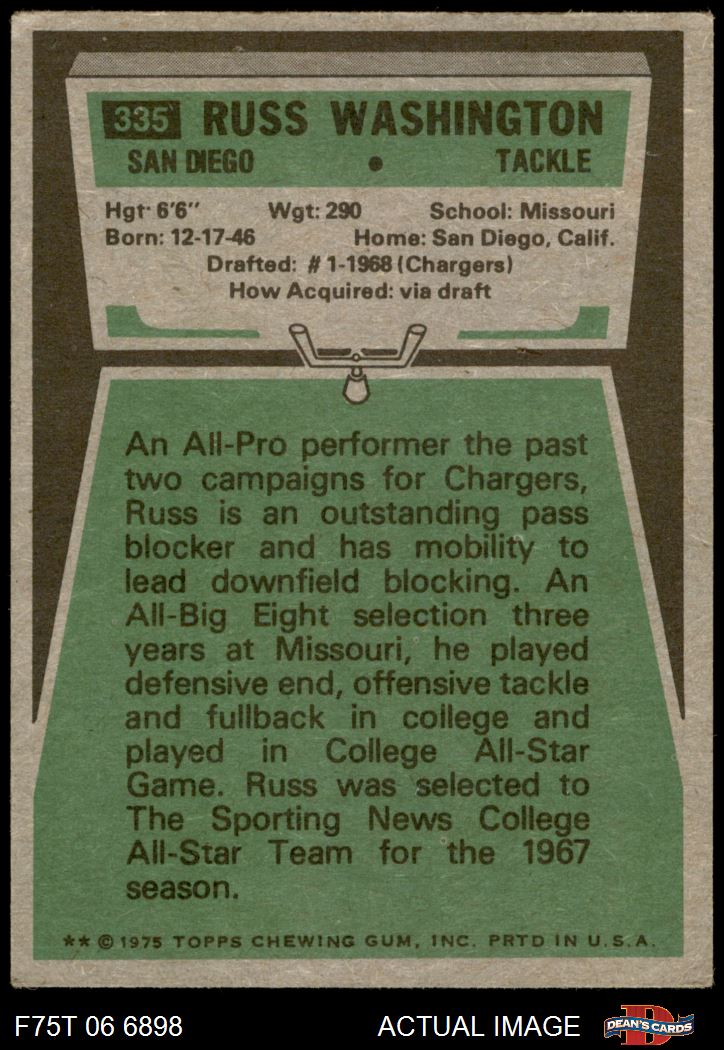 335 RUSS WASHINGTON
SAN DIEGO • TACKLE
Hgt: 6'6" Wgt: 290 School: Missouri
Born: 12-17-46 Home: San Diego, Calif.
Drafted: #1-1968 (Chargers)
How Acquired: via draft
An All-Pro performer the past
two campaigns for Chargers,
Russ is an outstanding pass
blocker and has mobility to
lead downfield blocking. An
All-Big Eight selection three
years at Missouri, he played
defensive end, offensive tackle
and fullback in college and
played in College All-Star
Game. Russ was selected to
The Sporting News College
All-Star Team for the 1967
season.
** © 1975 TOPPS CHEWING GUM, INC. PRTD IN U.S.A.
F75T 06 6898 ACTUAL IMAGE D DEAN'S CARDS